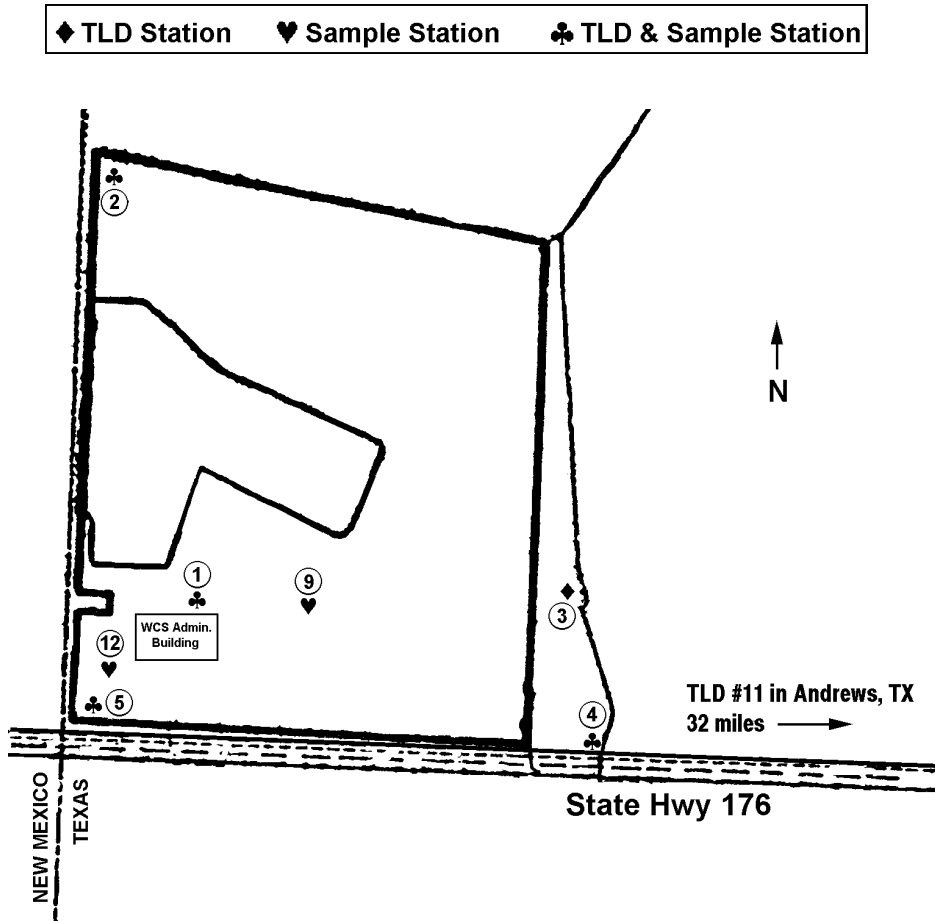 ♦ TLD Station ♥ Sample Station ♣ TLD & Sample Station
2
N
1
9
3
WCS Admin.
Building
12
5
4
TLD #11 in Andrews, TX
32 miles
State Hwy 176
NEW MEXICO
TEXAS